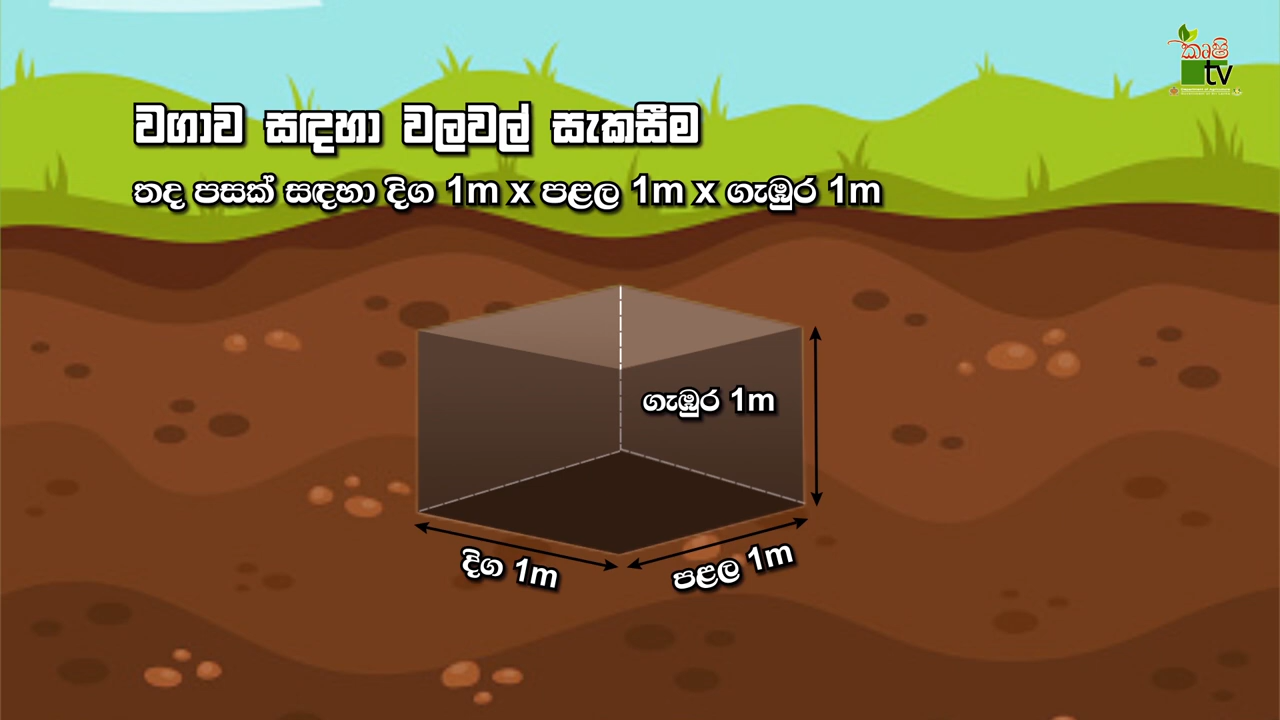 කෘෂි
tv
වගාව සඳහා වලවල් සැකසීම
තද පසක් සඳහා දිග 1m x පළල 1m x ගැඹුර 1m
ගැඹුර 1m
දිග 1m
පළල 1m